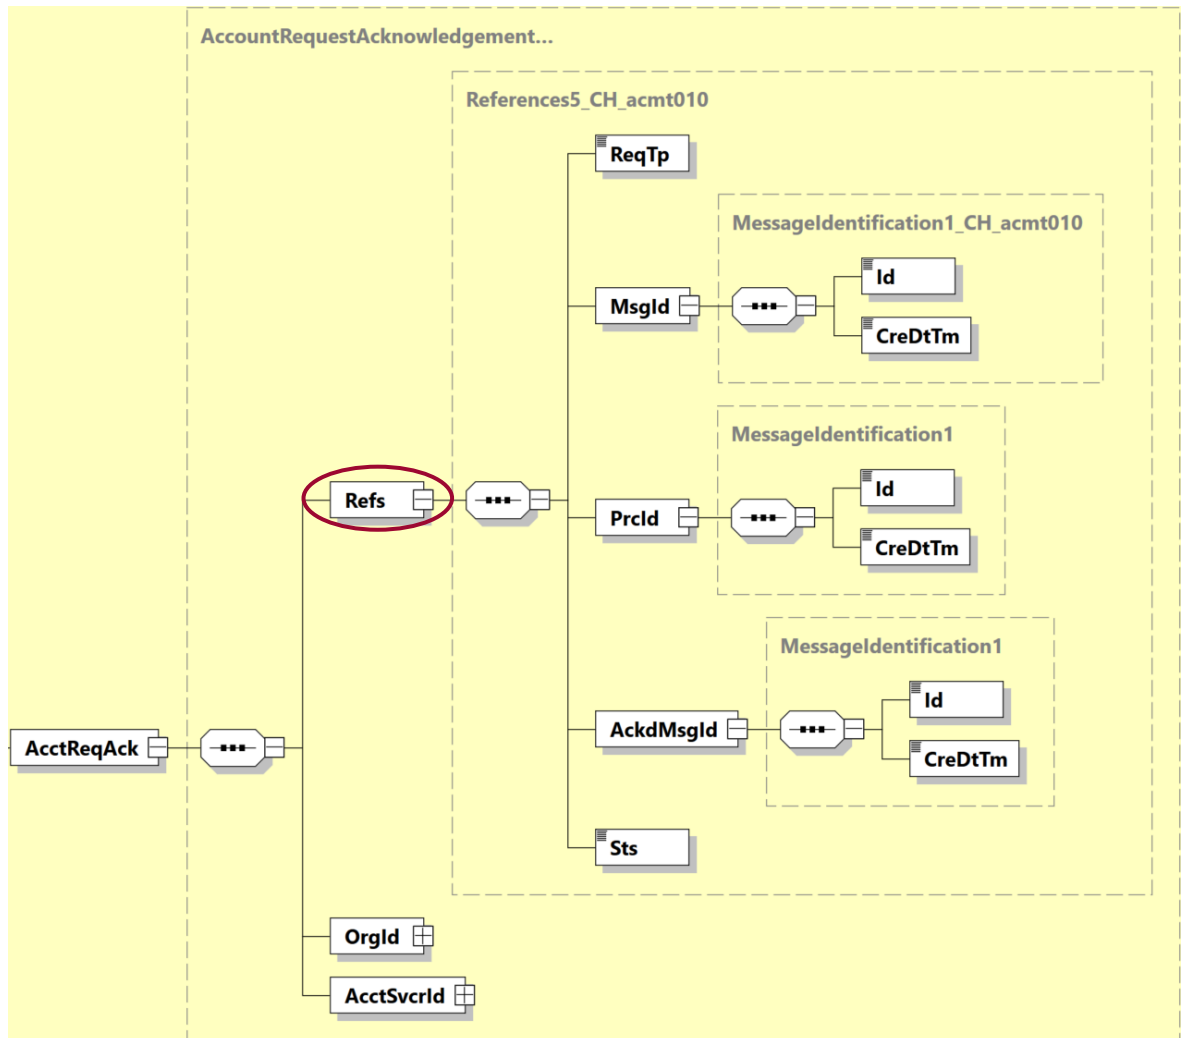 AccountRequestAcknowledgement...
References5_CH_acmt010
ReqTp
MessageIdentification1_CH_acmt010
Id
MsgId
CreDtTm
MessageIdentification1
Id
Refs
PrcId
CreDtTm
MessageIdentification1
Id
AckdMsgId
AcctReqAck
CreDtTm
Sts
OrgId
AcctSvcrId